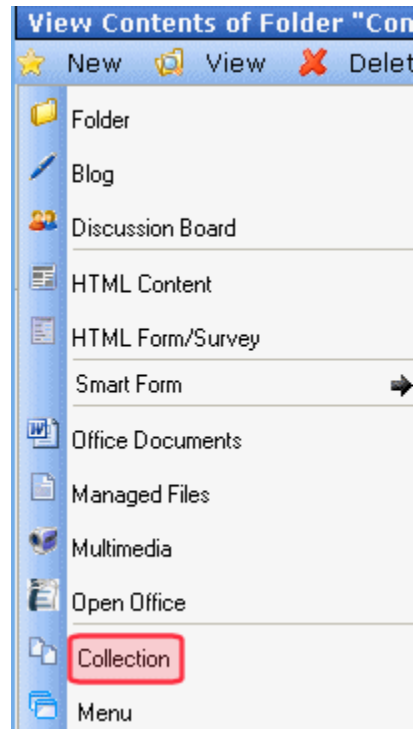 View Contents of Folder "Con
New View Delet
Folder
Blog
Discussion Board
HTML Content
HTML Form/Survey
Smart Form
Office Documents
Managed Files
Multimedia
Open Office
Collection
Menu